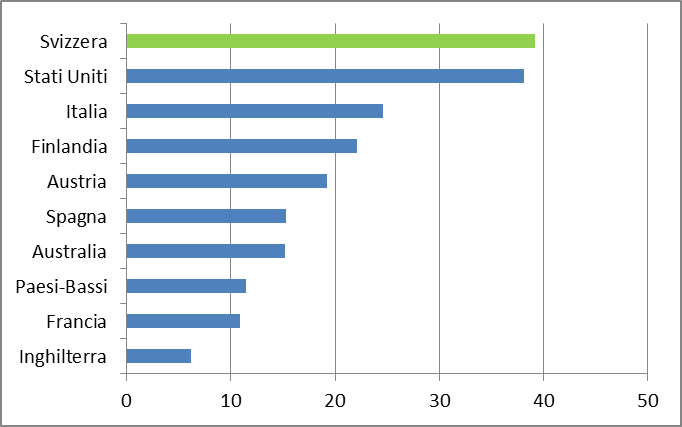 Svizzera
Stati Uniti
Italia
Finlandia
Austria
Spagna
Australia
Paesi-Bassi
Francia
Inghilterra
0 10 20 30 40 50